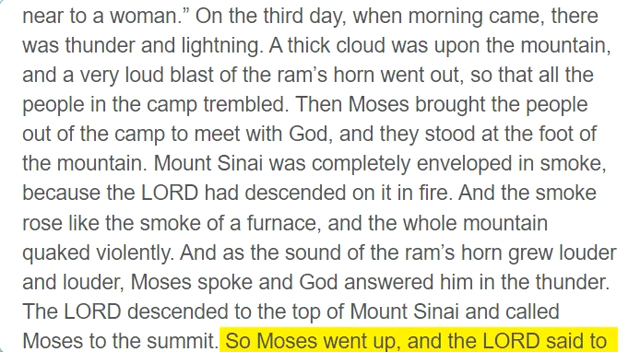 near to a woman.” On the third day, when morning came, there
was thunder and lightning. A thick cloud was upon the mountain,
and a very loud blast of the ram’s horn went out, so that all the
people in the camp trembled. Then Moses brought the people
out of the camp to meet with God, and they stood at the foot of
the mountain. Mount Sinai was completely enveloped in smoke,
because the LORD had descended on it in fire. And the smoke
rose like the smoke of a furnace, and the whole mountain
quaked violently. And as the sound of the ram’s horn grew louder
and louder, Moses spoke and God answered him in the thunder.
The LORD descended to the top of Mount Sinai and called
Moses to the summit. So Moses went up, and the LORD said to